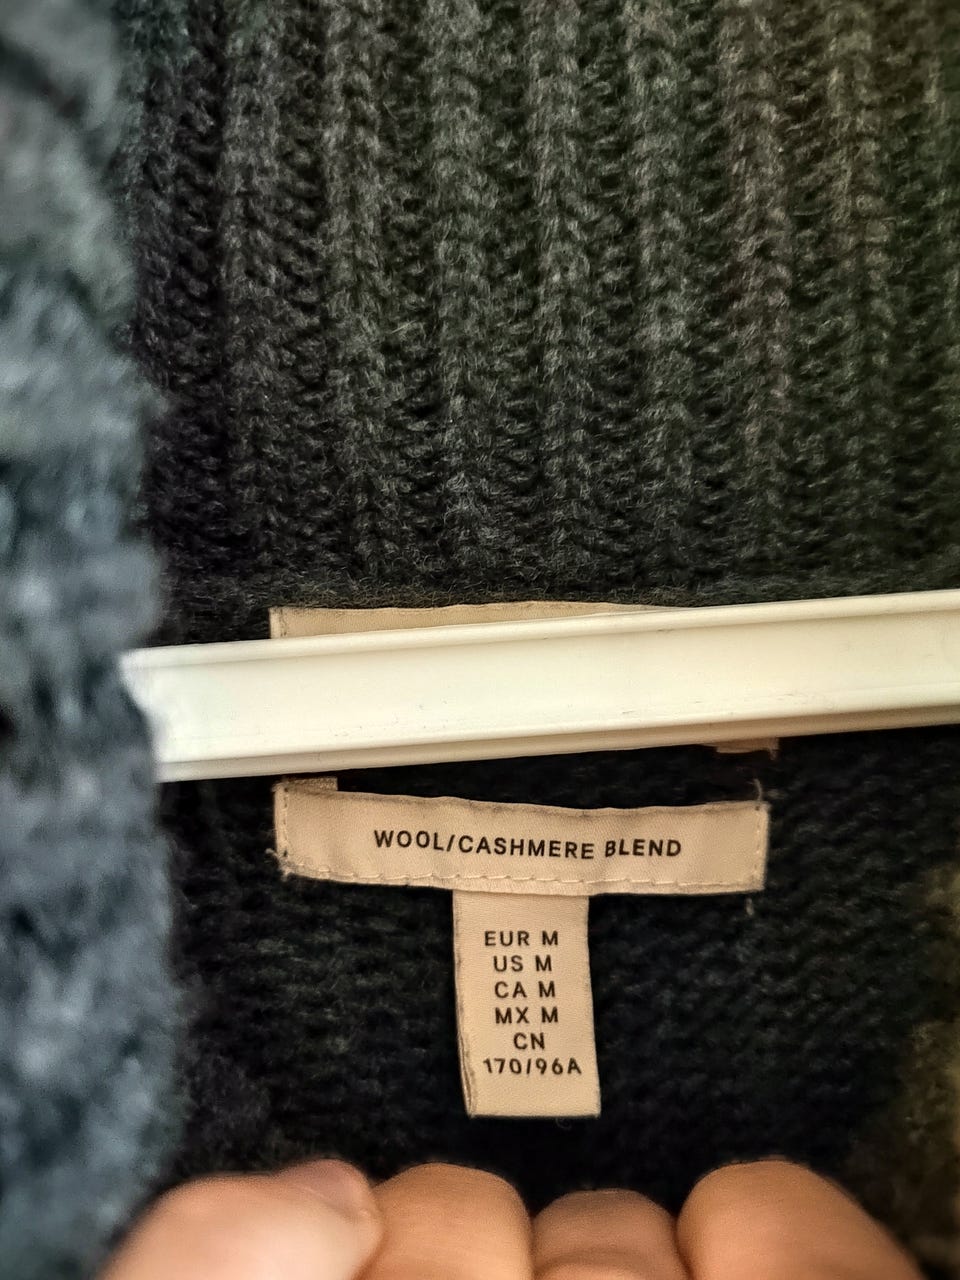 WOOL/CASHMERE BLEND
EUR M
US M
CA M
MX M
CN
170/96A